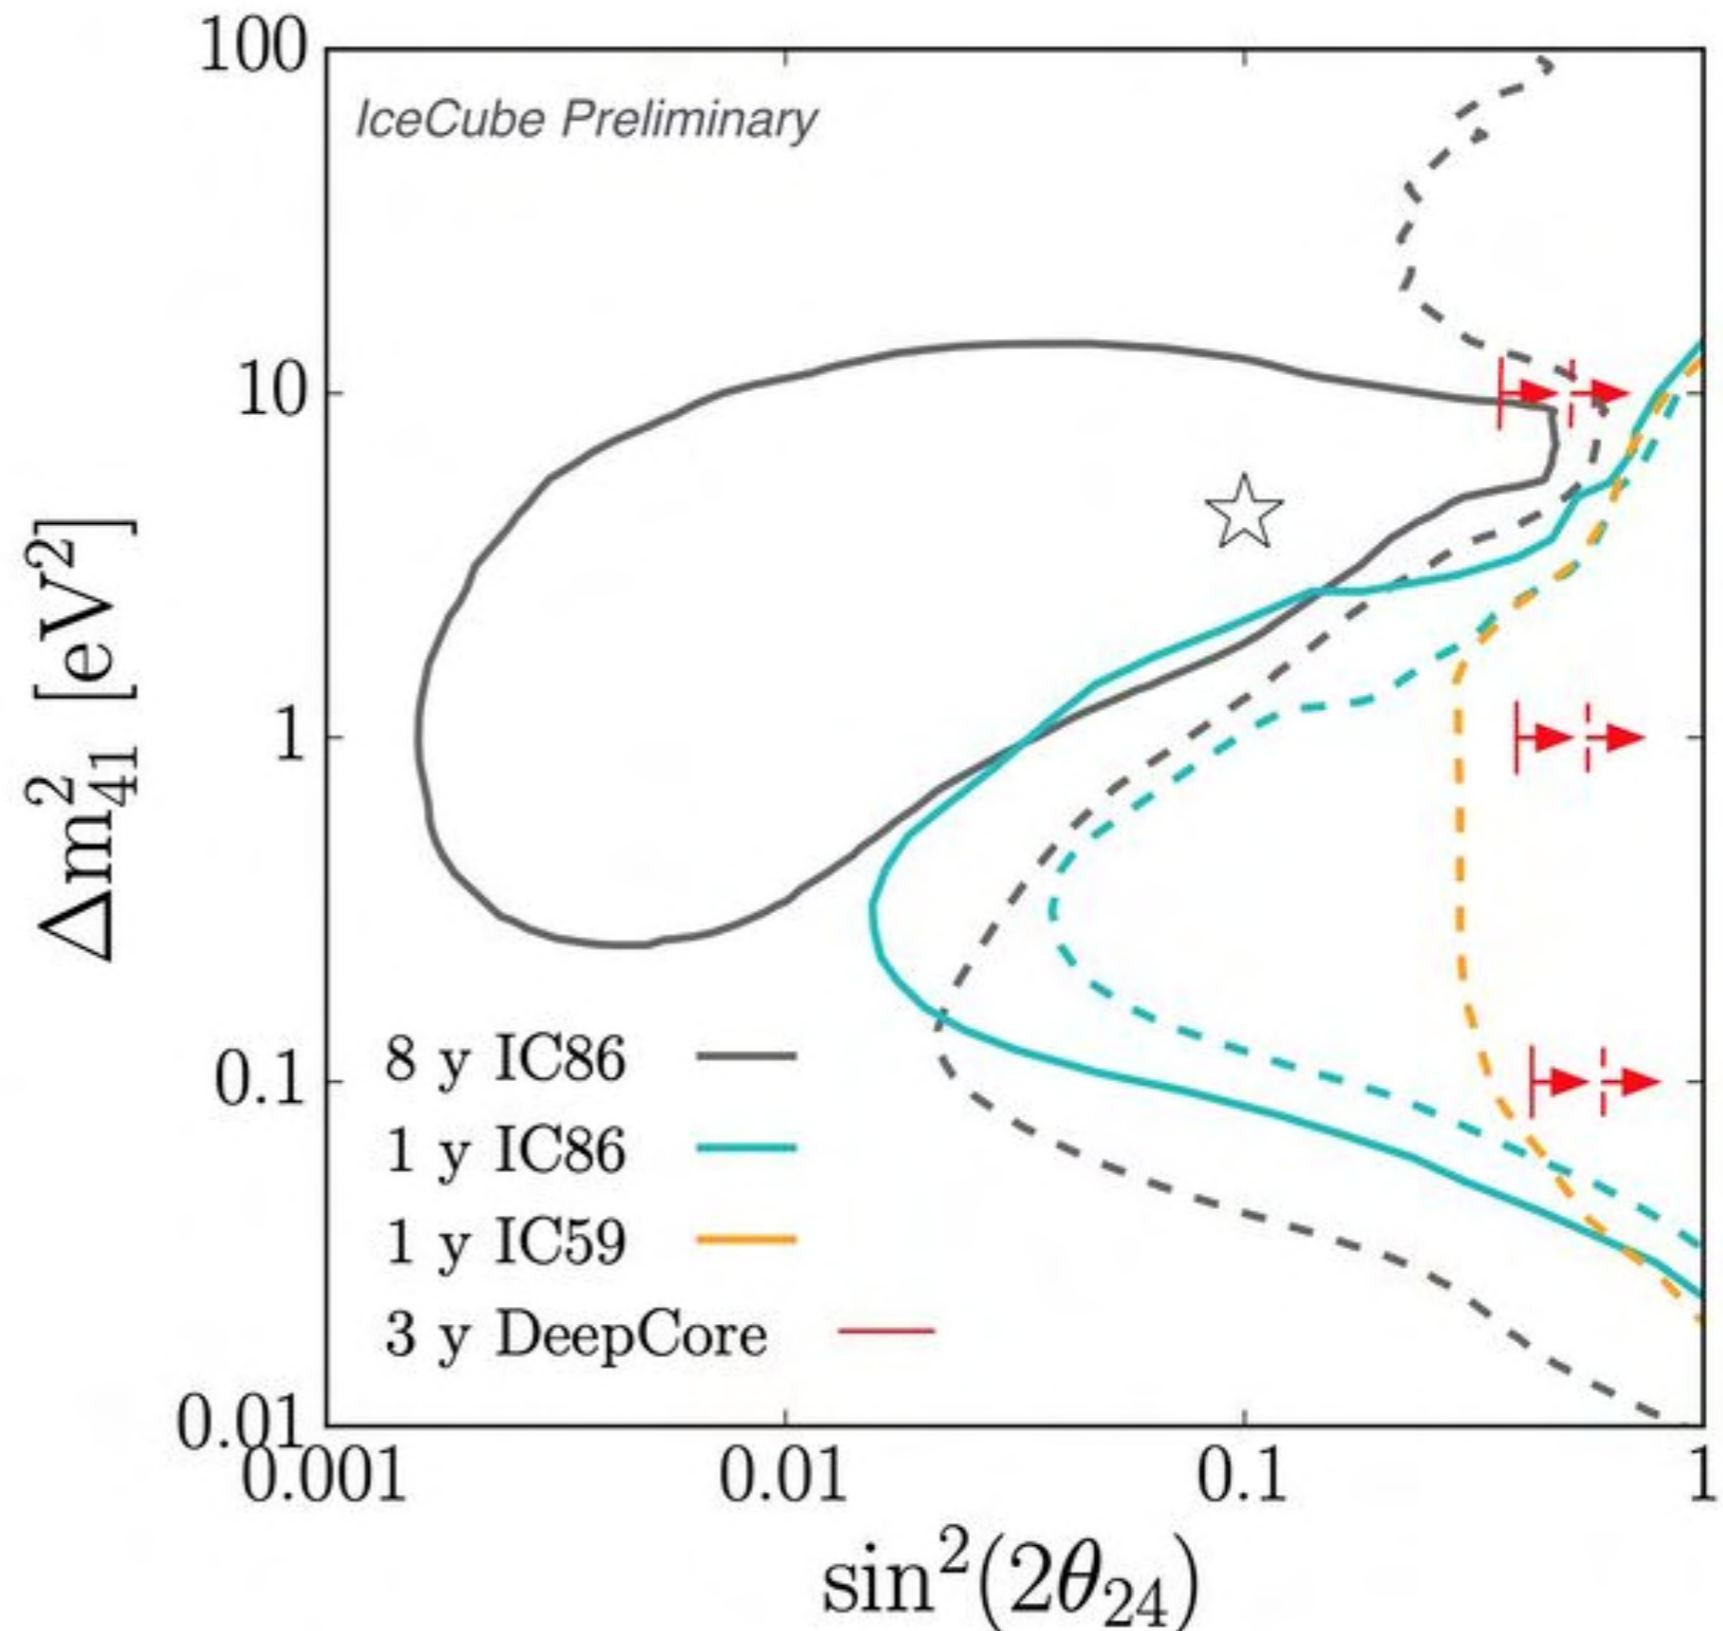 100
IceCube Preliminary
10
1
0.1
0.01
Δm²₄₁ [eV²]
8 y IC86
1 y IC86
1 y IC59
3 y DeepCore
0.001 0.01 0.1 1
sin²(2θ₂₄)